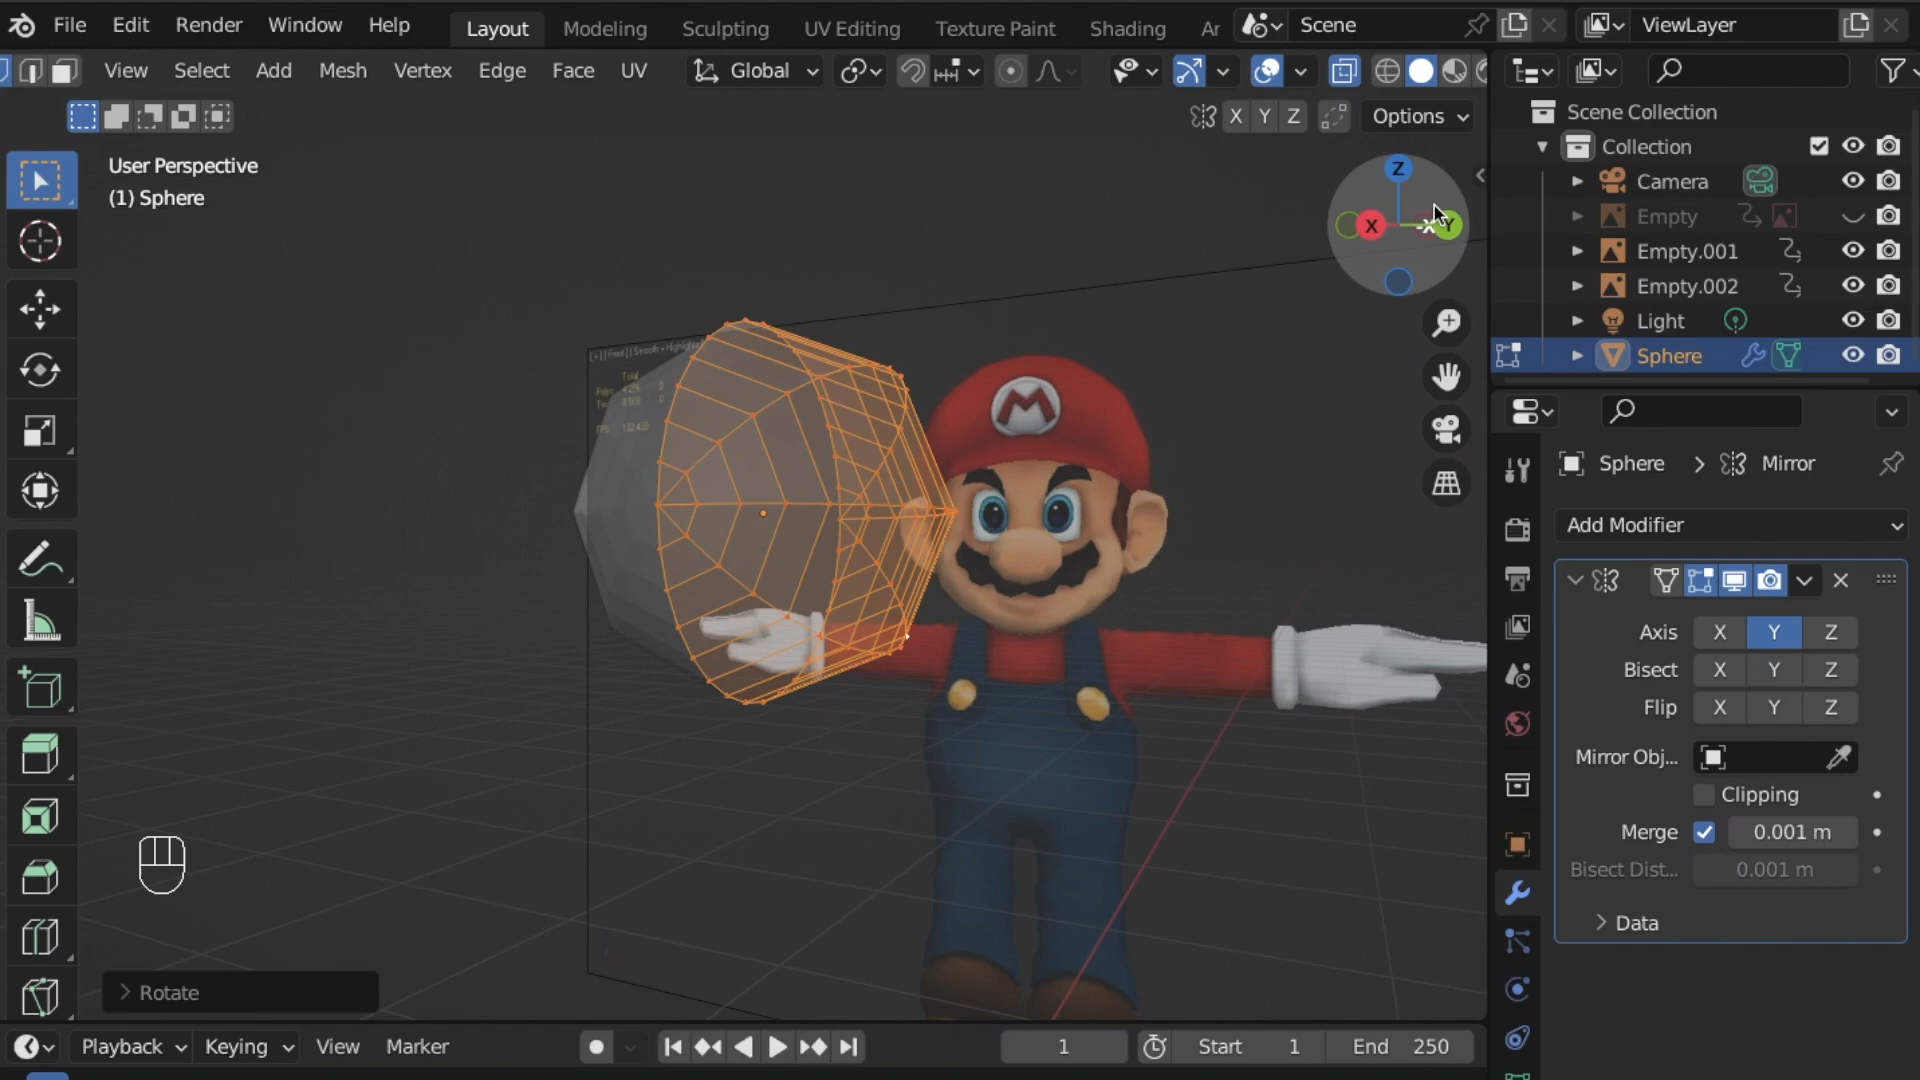 File Edit Render Window Help Layout Modeling Sculpting UV Editing Texture Paint Shading Scene ViewLayer
View Select Add Mesh Vertex Edge Face UV Global
X Y Z Options
User Perspective
(1) Sphere
Z
X -X Y
Scene Collection
Collection
Camera
Empty
Empty.001
Empty.002
Light
Sphere
Total
M
Sphere > Mirror
Add Modifier
Axis X Y Z
Bisect X Y Z
Flip X Y Z
Mirror Obj...
Clipping
Merge 0.001 m
Bisect Dist... 0.001 m
> Data
> Rotate
Playback Keying View Marker 1 Start 1 End 250